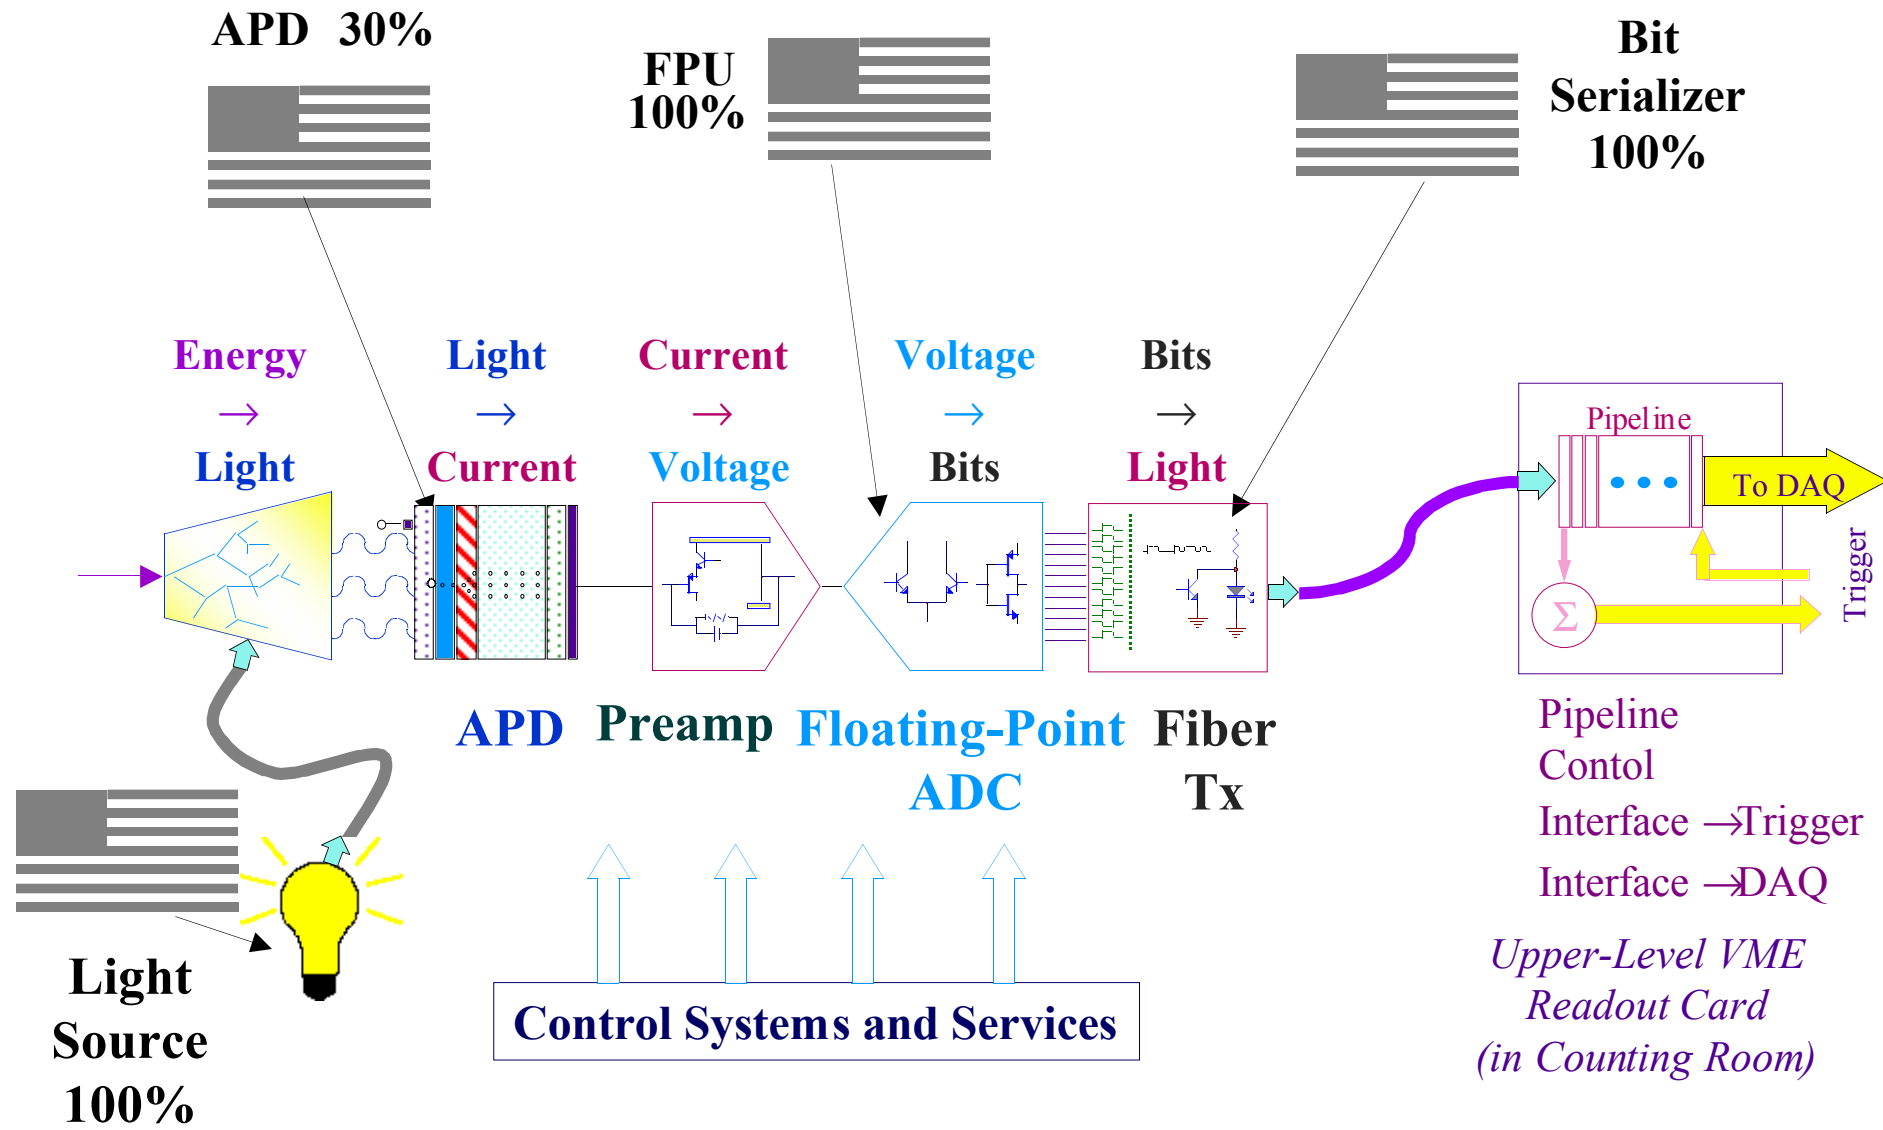 APD 30%
FPU
100%
Bit
Serializer
100%
Energy
→
Light
Light
→
Current
Current
→
Voltage
Voltage
→
Bits
Bits
→
Light
Pipeline
To DAQ
Trigger
Σ
APD
Preamp
Floating-Point
ADC
Fiber
Tx
Pipeline
Contol
Interface →Trigger
Interface →DAQ
Upper-Level VME
Readout Card
(in Counting Room)
Light
Source
100%
Control Systems and Services